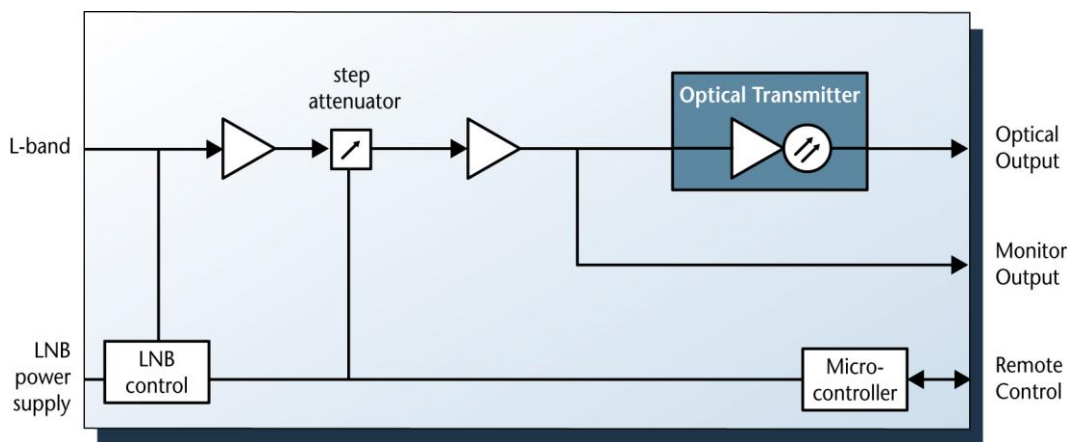 step
attenuator
Optical Transmitter
L-band
Optical
Output
Monitor
Output
LNB
power
supply
LNB
control
Micro-
controller
Remote
Control